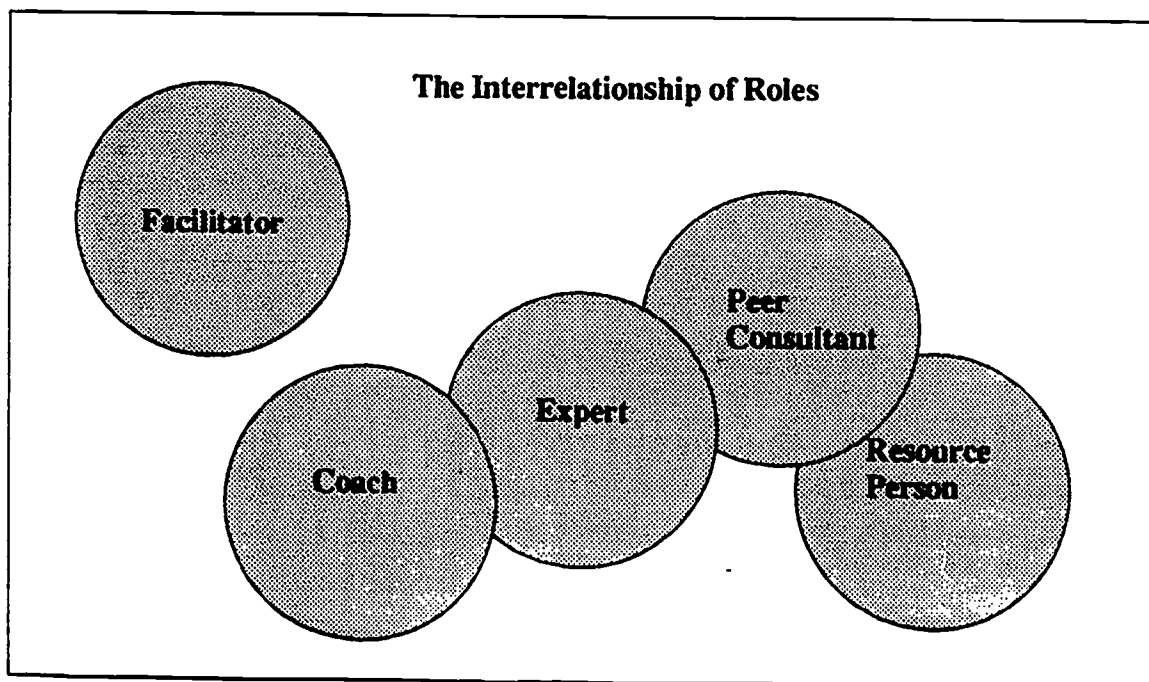 The Interrelationship of Roles
Facilitator
Peer
Consultant
Expert
Resource
Person
Coach